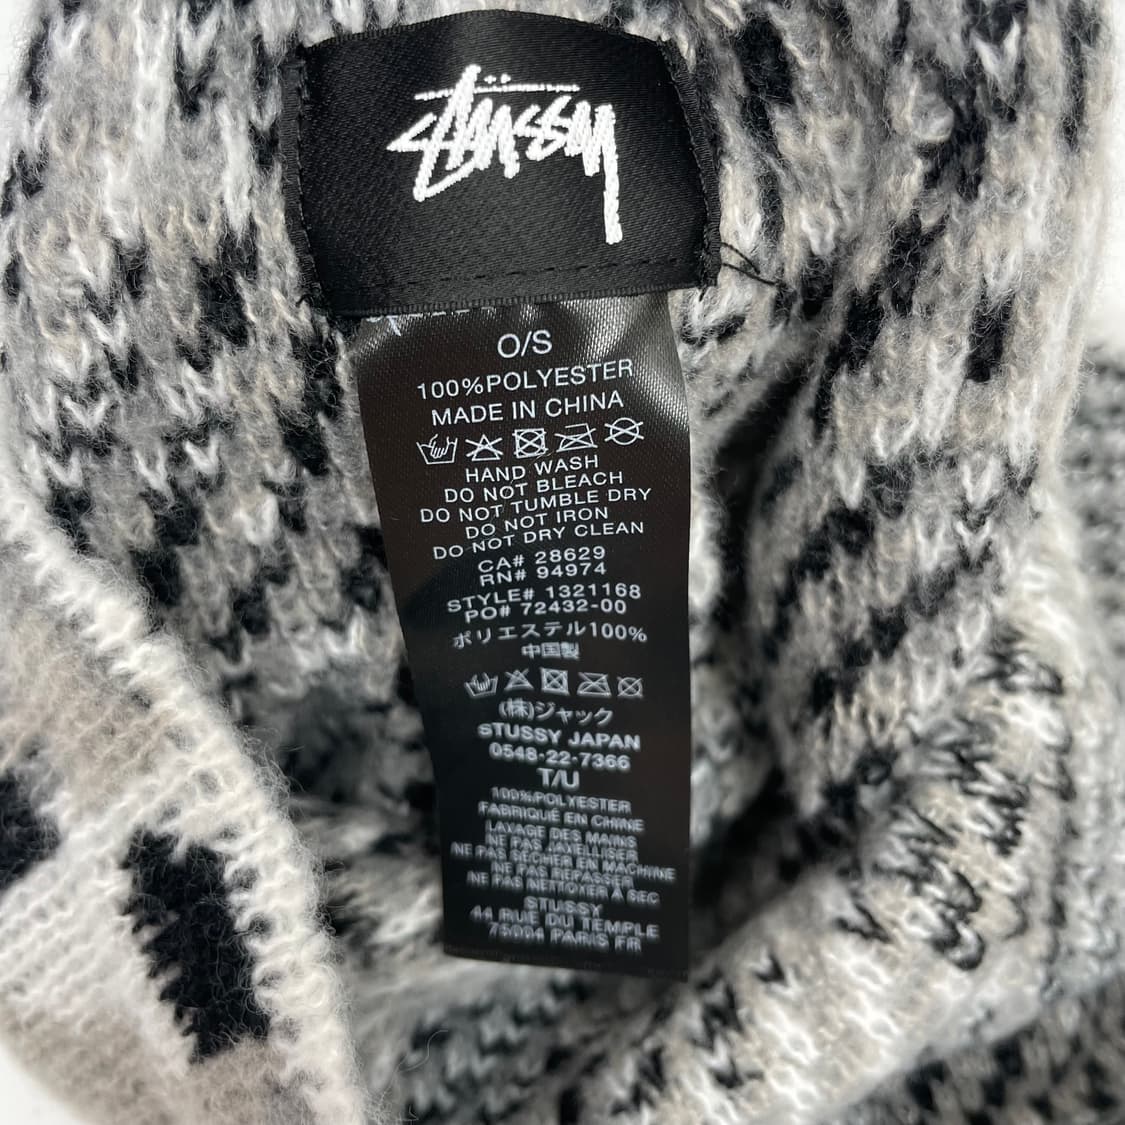 Stüssy
O/S
100%POLYESTER
MADE IN CHINA
HAND WASH
DO NOT BLEACH
DO NOT TUMBLE DRY
DO NOT IRON
DO NOT DRY CLEAN
CA# 28629
RN# 94974
STYLE# 1321168
PO# 72432-00
ポリエステル100%
中国製
(株)ジャック
STUSSY JAPAN
0548-22-7366
T/U
100%POLYESTER
FABRIQUÉ EN CHINE
LAVAGE DES MAINS
NE PAS JAVELLISER
NE PAS SÉCHER EN MACHINE
NE PAS REPASSER
NE PAS NETTOYER À SEC
STUSSY
44 RUE DU TEMPLE
75004 PARIS FR